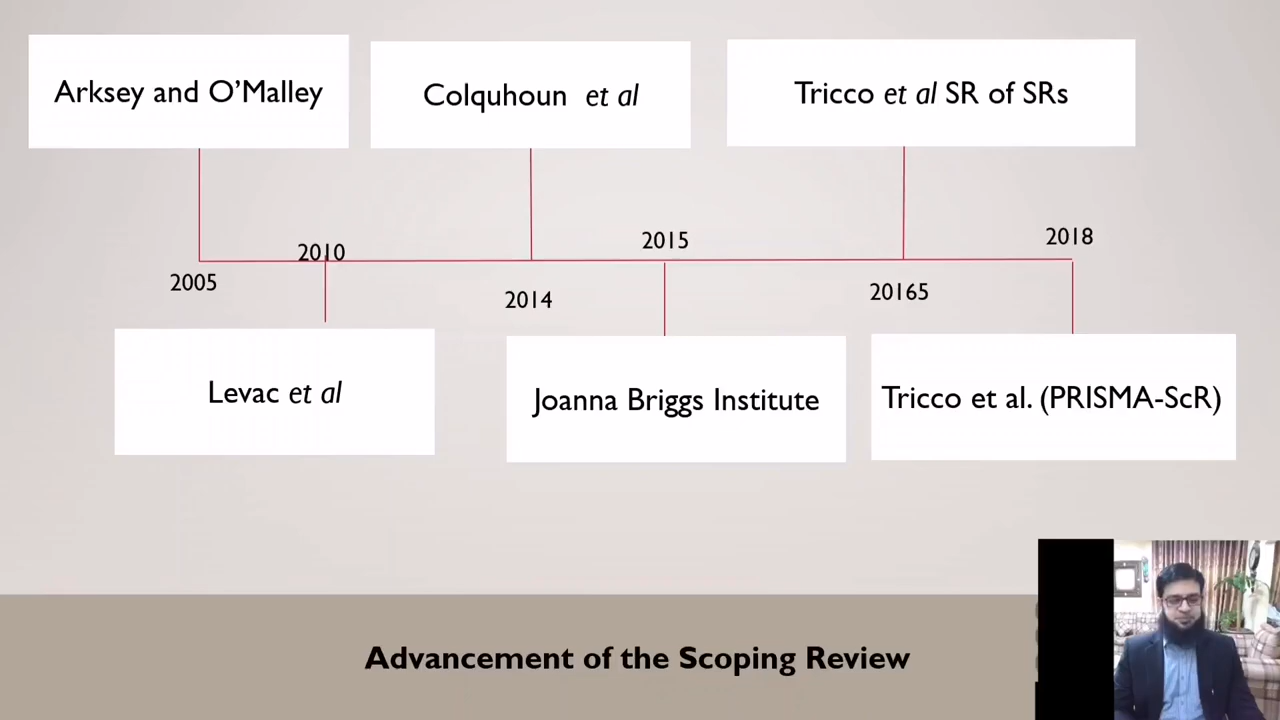 Arksey and O’Malley
Colquhoun et al
Tricco et al SR of SRs
2010
2015
2018
2005
2014
20165
Levac et al
Joanna Briggs Institute
Tricco et al. (PRISMA-ScR)
Advancement of the Scoping Review